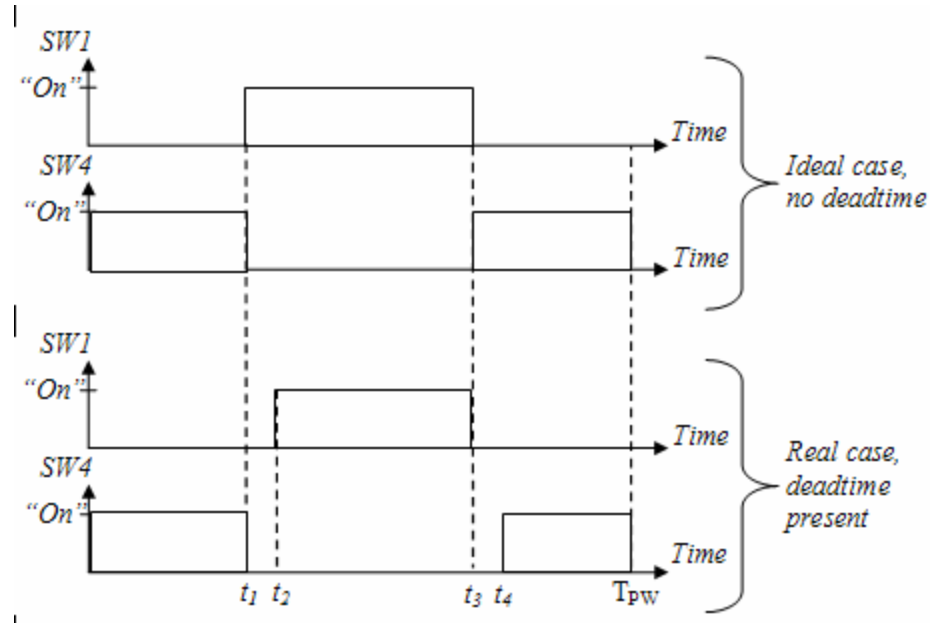 SW1
“On”
Time
SW4
“On”
Time
Ideal case,
no deadtime
SW1
“On”
Time
SW4
“On”
Time
Real case,
deadtime
present
t1 t2 t3 t4 TPW